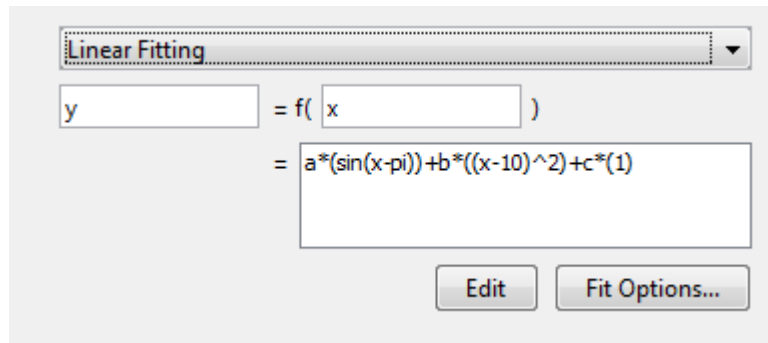 Linear Fitting
y = f( x )
= a*(sin(x-pi))+b*((x-10)^2)+c*(1)
Edit Fit Options...